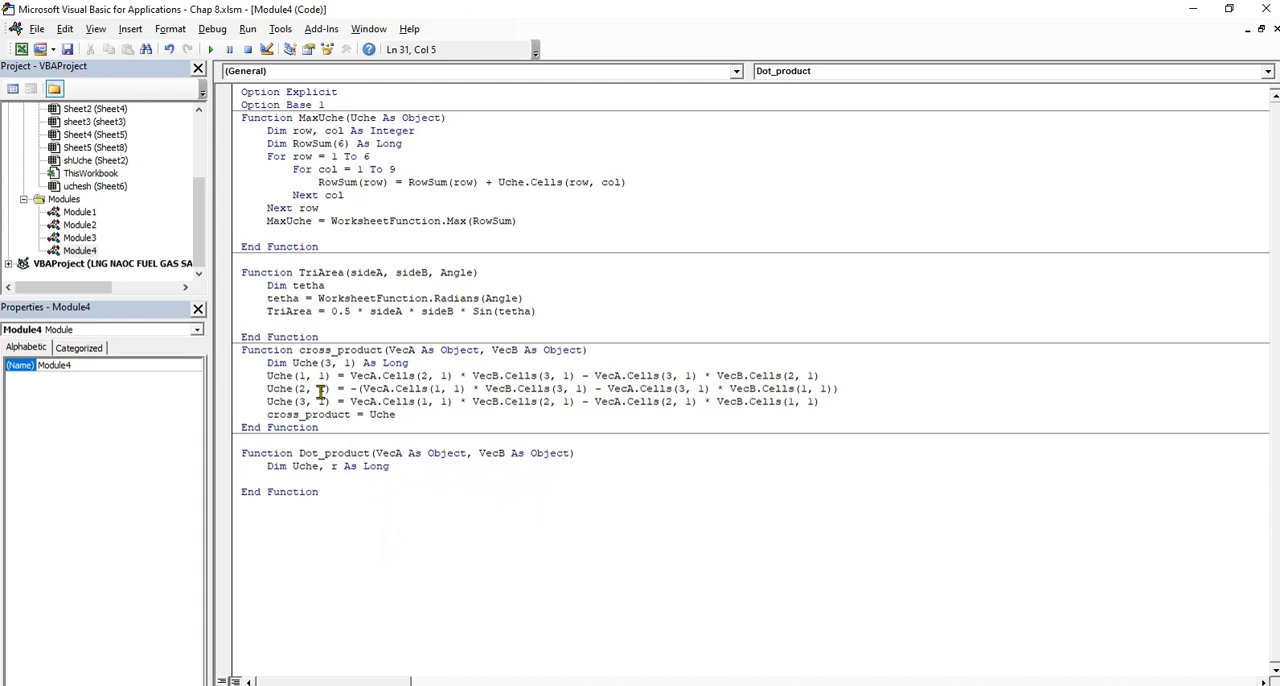 Microsoft Visual Basic for Applications - Chap 8.xlsm - [Module4 (Code)]
File Edit View Insert Format Debug Run Tools Add-Ins Window Help
Ln 31, Col 5
Project - VBAProject
Sheet2 (Sheet4)
sheet3 (sheet3)
Sheet4 (Sheet5)
Sheet5 (Sheet8)
shUche (Sheet2)
ThisWorkbook
uchesh (Sheet6)
Modules
Module1
Module2
Module3
Module4
VBAProject (LNG NAOC FUEL GAS SA
Properties - Module4
Module4 Module
Alphabetic Categorized
(Name) Module4
(General) Dot_product
Option Explicit
Option Base 1
Function MaxUche(Uche As Object)
Dim row, col As Integer
Dim RowSum(6) As Long
For row = 1 To 6
For col = 1 To 9
RowSum(row) = RowSum(row) + Uche.Cells(row, col)
Next col
Next row
MaxUche = WorksheetFunction.Max(RowSum)
End Function
Function TriArea(sideA, sideB, Angle)
Dim tetha
tetha = WorksheetFunction.Radians(Angle)
TriArea = 0.5 * sideA * sideB * Sin(tetha)
End Function
Function cross_product(VecA As Object, VecB As Object)
Dim Uche(3, 1) As Long
Uche(1, 1) = VecA.Cells(2, 1) * VecB.Cells(3, 1) - VecA.Cells(3, 1) * VecB.Cells(2, 1)
Uche(2, 1) = -(VecA.Cells(1, 1) * VecB.Cells(3, 1) - VecA.Cells(3, 1) * VecB.Cells(1, 1))
Uche(3, 1) = VecA.Cells(1, 1) * VecB.Cells(2, 1) - VecA.Cells(2, 1) * VecB.Cells(1, 1)
cross_product = Uche
End Function
Function Dot_product(VecA As Object, VecB As Object)
Dim Uche, r As Long
End Function